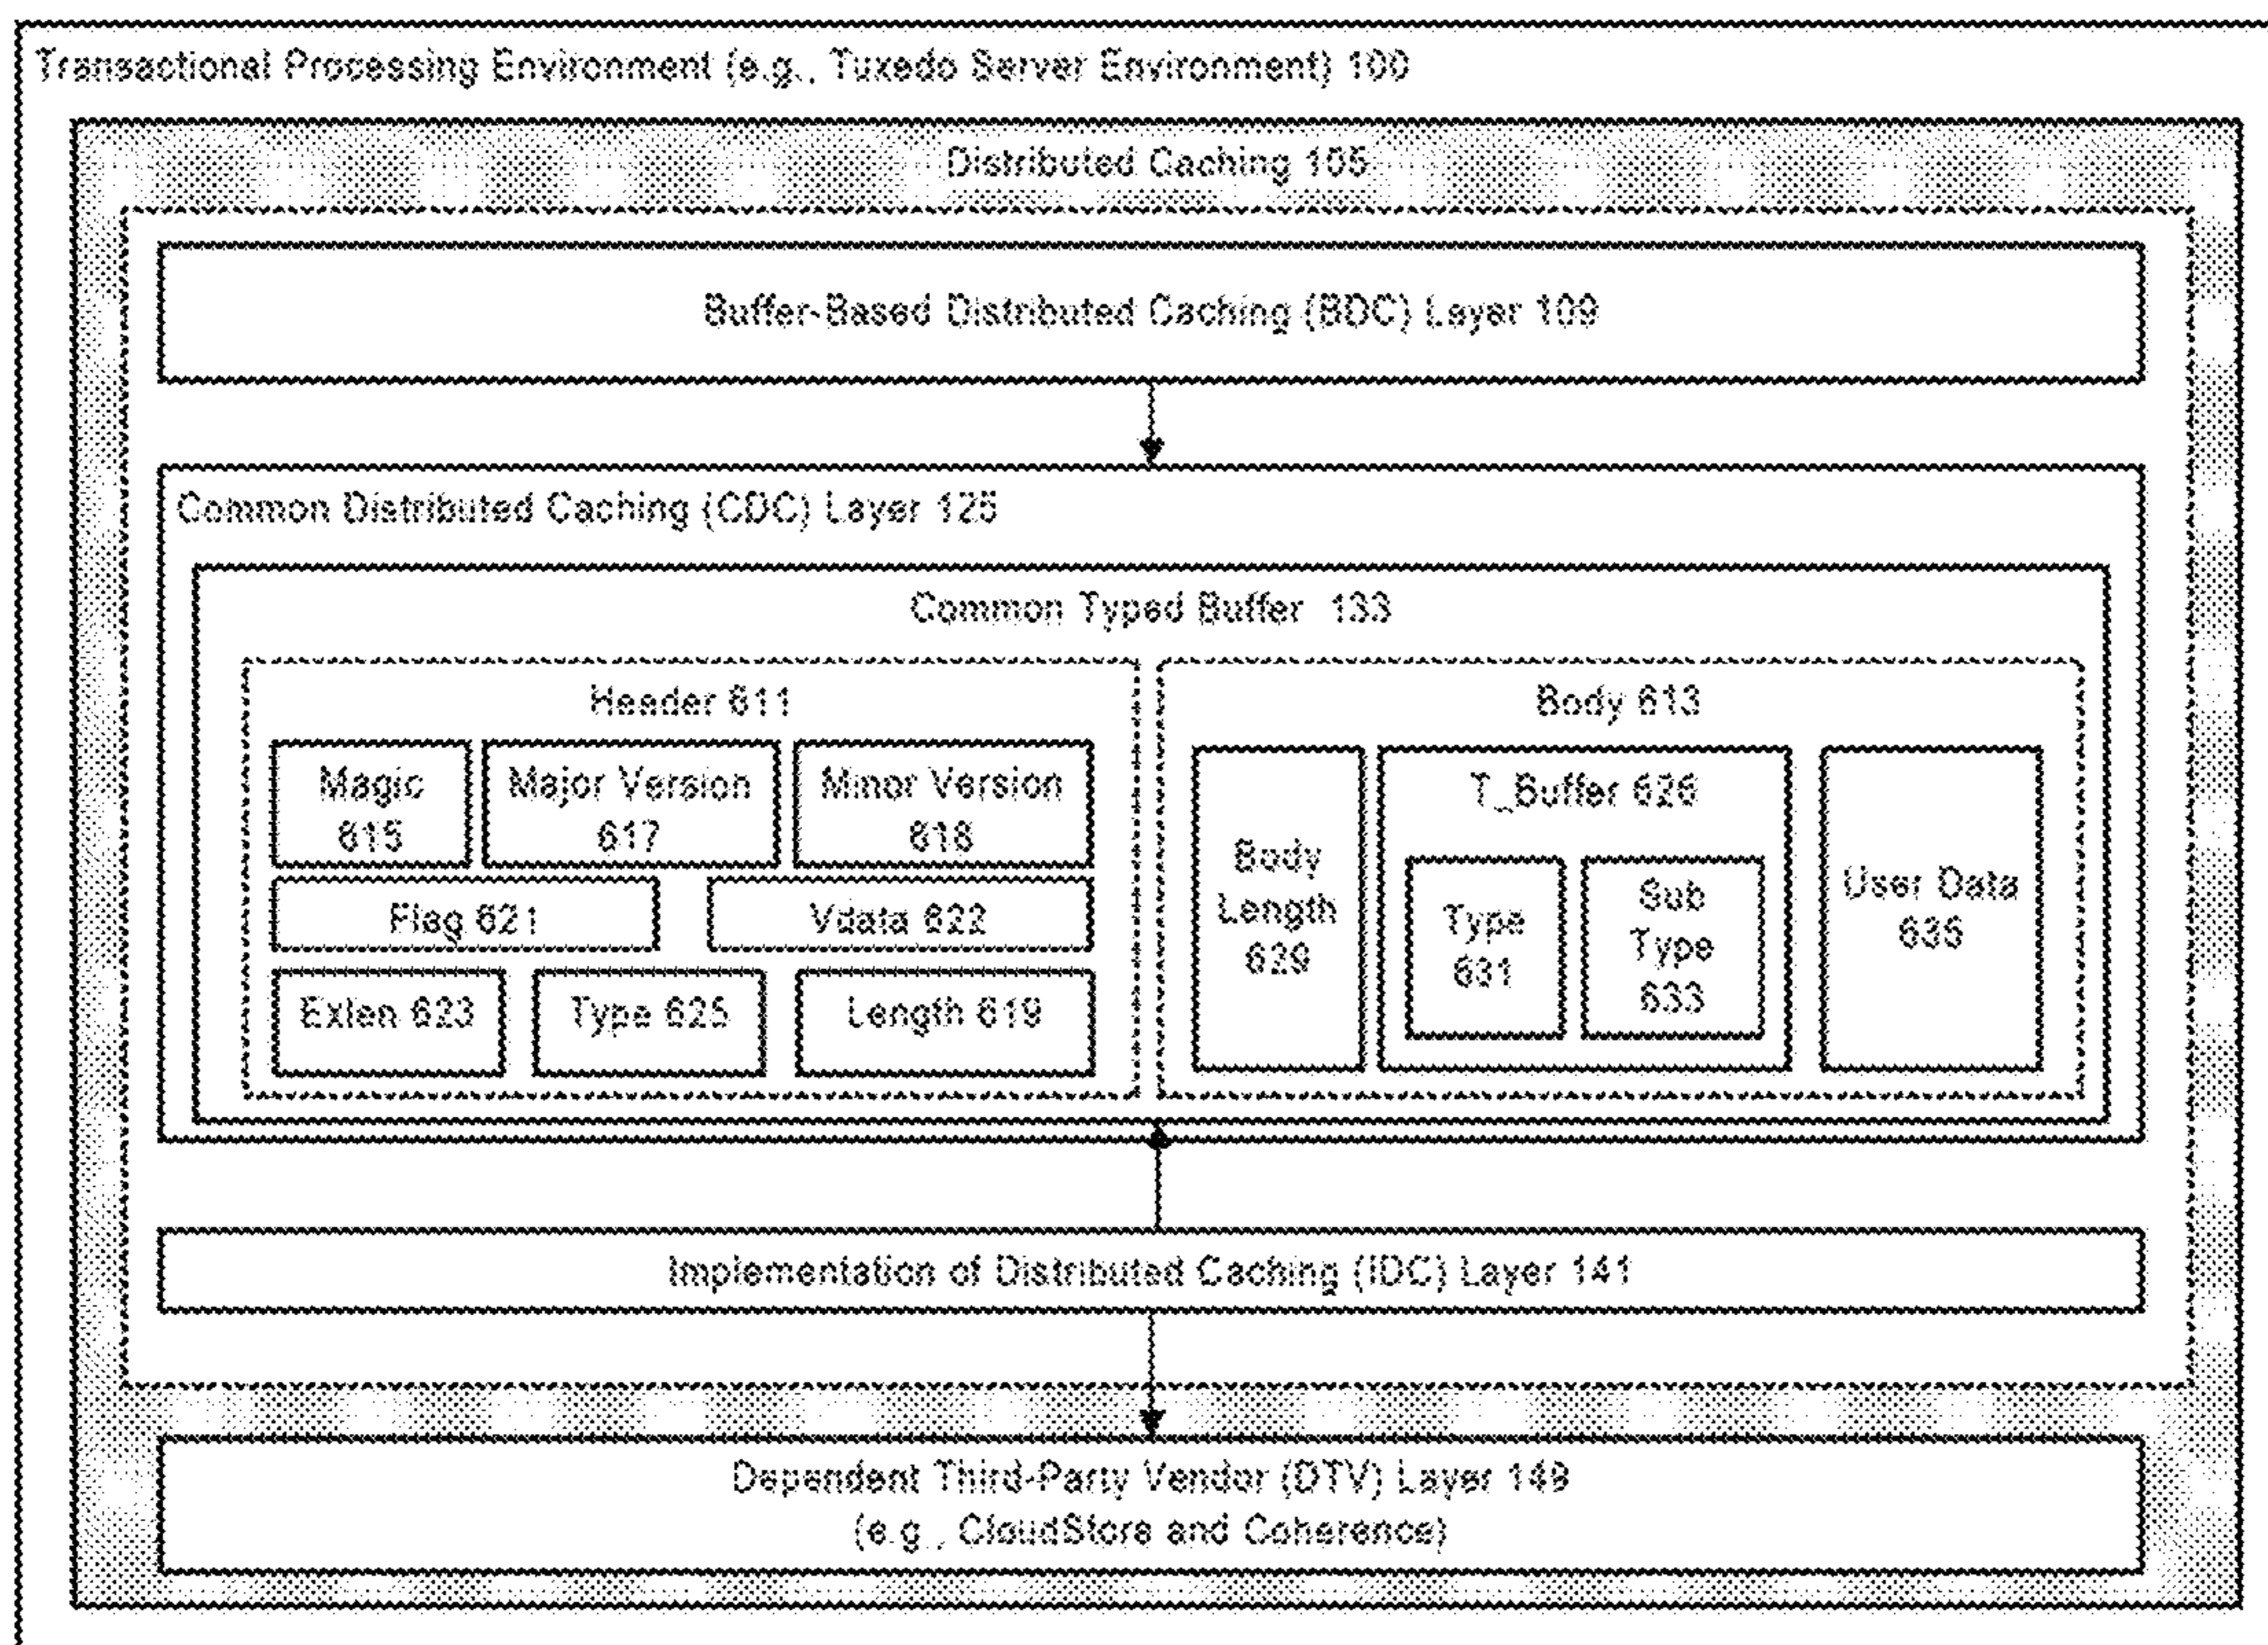 Transactional Processing Environment (e.g., Tuxedo Server Environment) 100
Distributed Caching 105
Buffer-Based Distributed Caching (BDC) Layer 109
Common Distributed Caching (CDC) Layer 125
Common Typed Buffer 133
Header 611
Magic
615
Major Version
617
Minor Version
618
Flag 621
Vdata 622
Exlen 623
Type 625
Length 619
Body 613
Body
Length
629
T_Buffer 626
Type
631
Sub
Type
633
User Data
636
Implementation of Distributed Caching (IDC) Layer 141
Dependent Third-Party Vendor (DTV) Layer 149
(e.g., CloudStore and Coherence)